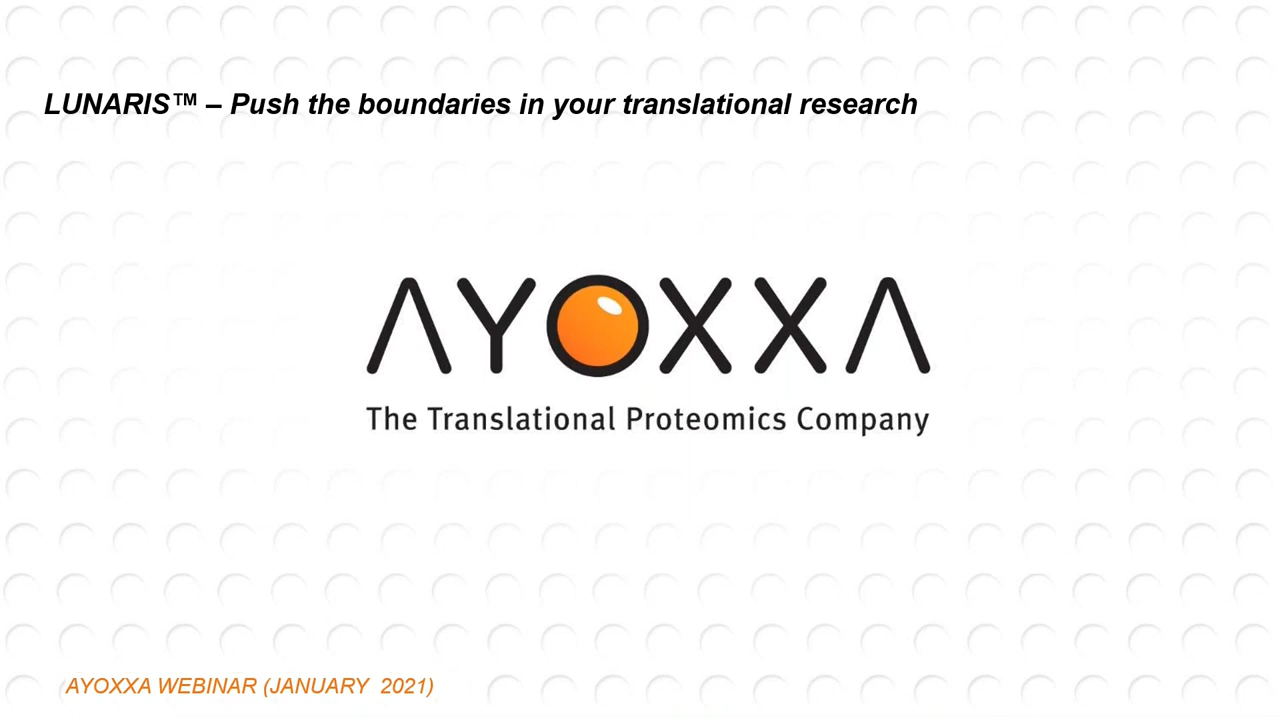 LUNARIS™ – Push the boundaries in your translational research
AYOXXA
The Translational Proteomics Company
AYOXXA WEBINAR (JANUARY  2021)